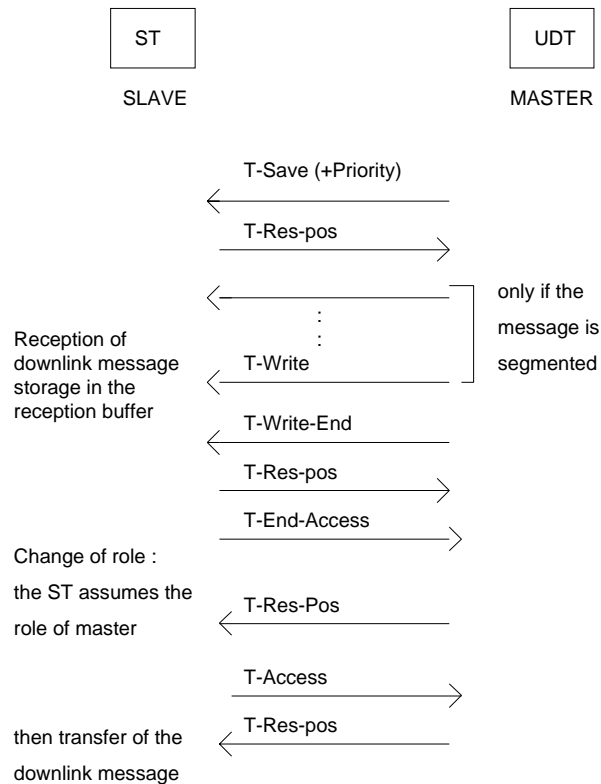 ST
UDT
SLAVE
MASTER
T-Save (+Priority)
T-Res-pos
only if the
message is
segmented
:
:
Reception of
downlink message
storage in the
reception buffer
T-Write
T-Write-End
T-Res-pos
T-End-Access
Change of role :
the ST assumes the
role of master
T-Res-Pos
T-Access
T-Res-pos
then transfer of the
downlink message